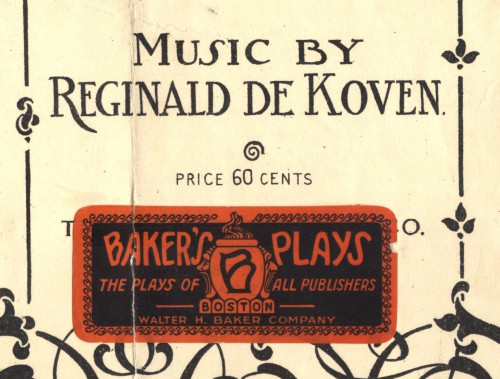 MUSIC BY
REGINALD DE KOVEN.
PRICE 60 CENTS
BAKER'S PLAYS
THE PLAYS OF ALL PUBLISHERS
BOSTON
WALTER H. BAKER COMPANY